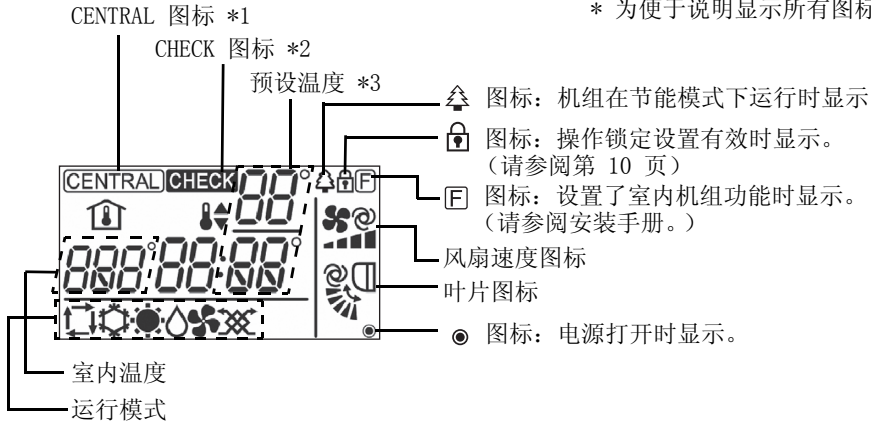 CENTRAL 图标 *1
* 为便于说明显示所有图标
CHECK 图标 *2
预设温度 *3
图标：机组在节能模式下运行时显示
图标：操作锁定设置有效时显示。
（请参阅第 10 页）
CENTRAL CHECK 88° F
F 图标：设置了室内机组功能时显示。
（请参阅安装手册。）
888° 88:88°
风扇速度图标
叶片图标
图标：电源打开时显示。
室内温度
运行模式